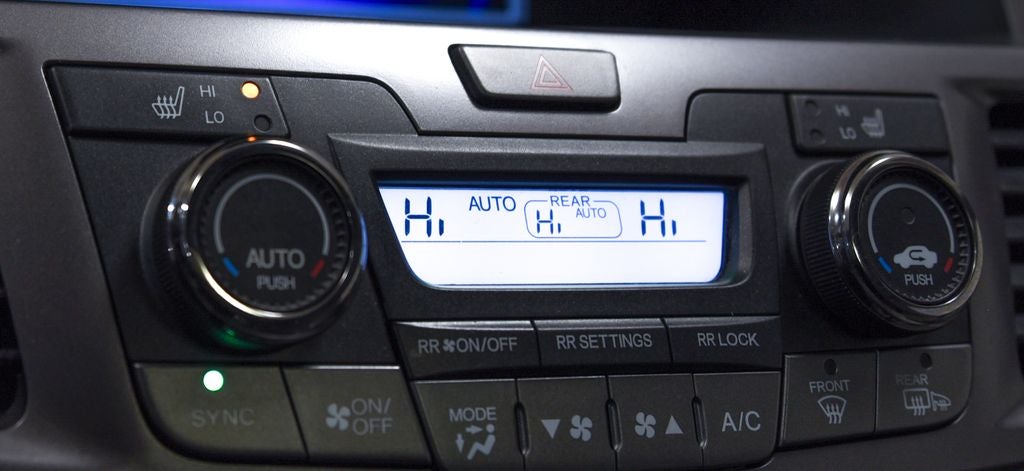 HI
LO
HI
LO
Hi AUTO REAR Hi AUTO Hi
AUTO
PUSH
PUSH
RR ON/OFF
RR SETTINGS
RR LOCK
SYNC
ON/
OFF
MODE
A/C
FRONT
REAR